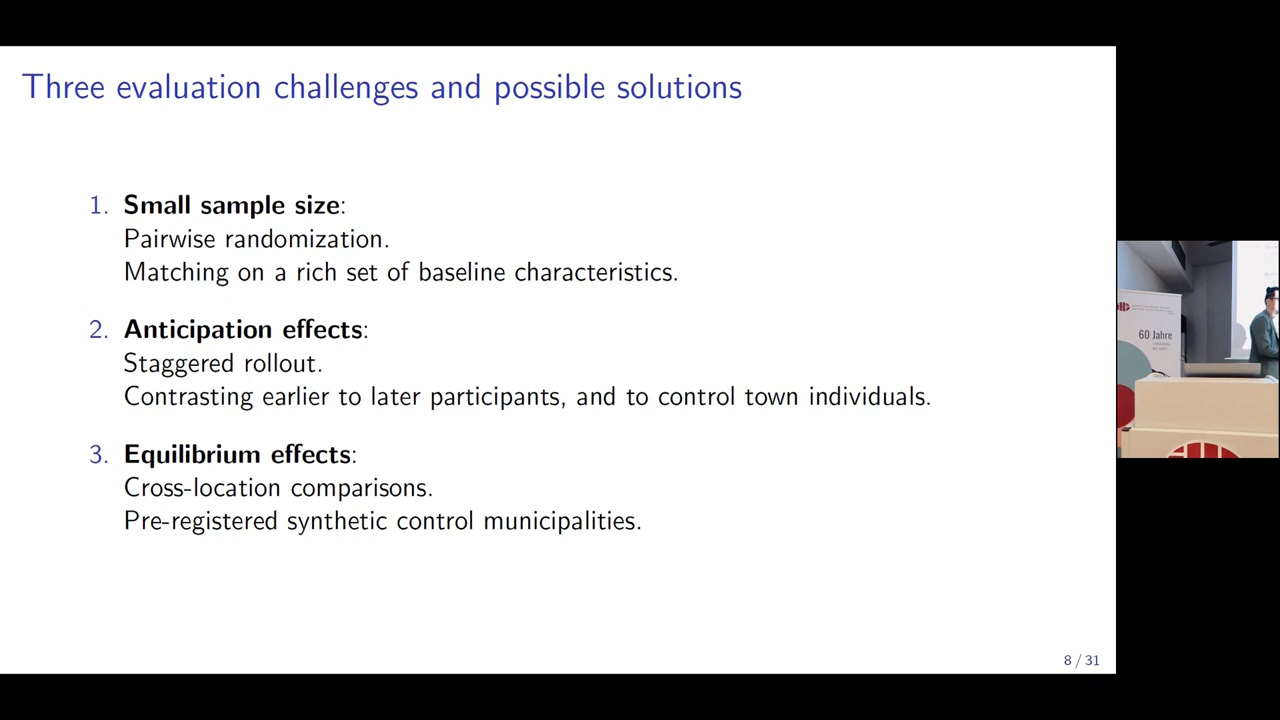 Three evaluation challenges and possible solutions
1. Small sample size:
Pairwise randomization.
Matching on a rich set of baseline characteristics.
2. Anticipation effects:
Staggered rollout.
Contrasting earlier to later participants, and to control town individuals.
3. Equilibrium effects:
Cross-location comparisons.
Pre-registered synthetic control municipalities.
8 / 31
60 Jahre